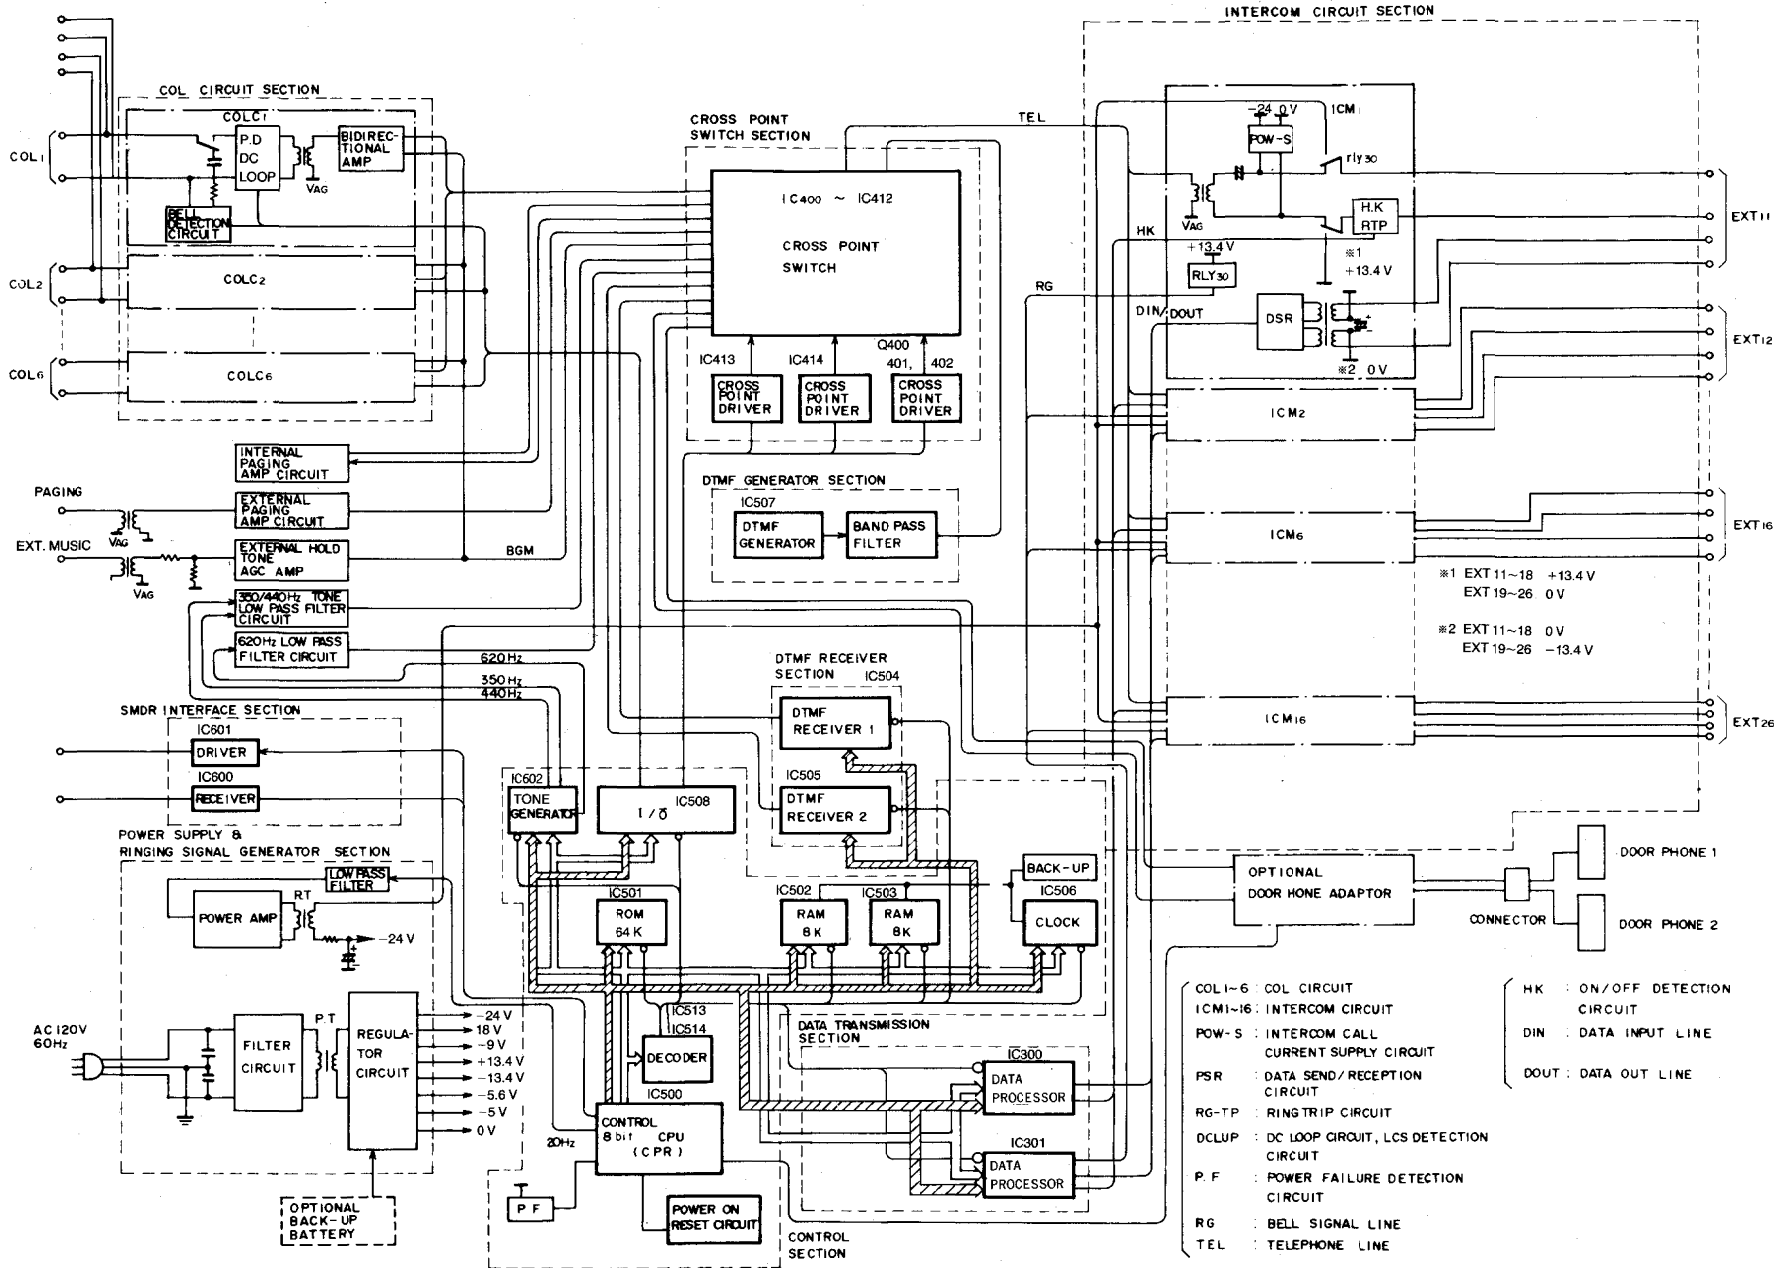 INTERCOM CIRCUIT SECTION
COL CIRCUIT SECTION
COLC1
COL1
P.D
DC
LOOP
BIDIREC-
TIONAL
AMP
VAG
BELL
DETECTION
CIRCUIT
COL2
COLC2
COL6
COLC6
CROSS POINT
SWITCH SECTION
IC400 ~ IC412
CROSS POINT
SWITCH
IC413
IC414
Q400
401, 402
CROSS
POINT
DRIVER
CROSS
POINT
DRIVER
CROSS
POINT
DRIVER
TEL
HK
RG
DIN/DOUT
-24 0V
ICM1
POW-S
rly30
VAG
H.K
RTP
+13.4V
RLY30
※1
+13.4V
DSR
+
-
※2 0V
EXT11
EXT12
ICM2
EXT16
ICM6
※1 EXT11~18 +13.4V
EXT19~26 0V
※2 EXT11~18 0V
EXT19~26 -13.4V
ICM16
EXT26
INTERNAL
PAGING
AMP CIRCUIT
PAGING
VAG
EXTERNAL
PAGING
AMP CIRCUIT
EXT. MUSIC
VAG
EXTERNAL HOLD
TONE
AGC AMP
BGM
350/440Hz TONE
LOW PASS FILTER
CIRCUIT
620Hz LOW PASS
FILTER CIRCUIT
620Hz
350Hz
440Hz
DTMF GENERATOR SECTION
IC507
DTMF
GENERATOR
BAND PASS
FILTER
DTMF RECEIVER
SECTION
IC504
DTMF
RECEIVER 1
IC505
DTMF
RECEIVER 2
SMDR INTERFACE SECTION
IC601
DRIVER
IC600
RECEIVER
IC602
TONE
GENERATOR
IC508
I/O
POWER SUPPLY &
RINGING SIGNAL GENERATOR SECTION
LOW PASS
FILTER
POWER AMP
R.T
+
-24V
AC120V
60Hz
FILTER
CIRCUIT
P.T
REGULA-
TOR
CIRCUIT
-24V
18V
-9V
+13.4V
-13.4V
-5.6V
-5V
0V
OPTIONAL
BACK-UP
BATTERY
IC501
ROM
64K
IC502
RAM
8K
IC503
RAM
8K
BACK-UP
IC506
CLOCK
IC513
IC514
DECODER
IC500
CONTROL
8bit CPU
(CPR)
20Hz
P F
POWER ON
RESET CIRCUIT
CONTROL
SECTION
DATA TRANSMISSION
SECTION
IC300
DATA
PROCESSOR
IC301
DATA
PROCESSOR
OPTIONAL
DOOR HONE ADAPTOR
CONNECTOR
DOOR PHONE 1
DOOR PHONE 2
COL1~6 : COL CIRCUIT
ICM1~16 : INTERCOM CIRCUIT
POW-S : INTERCOM CALL
CURRENT SUPPLY CIRCUIT
PSR : DATA SEND/RECEPTION
CIRCUIT
RG-TP : RINGTRIP CIRCUIT
DCLUP : DC LOOP CIRCUIT, LCS DETECTION
CIRCUIT
P.F : POWER FAILURE DETECTION
CIRCUIT
RG : BELL SIGNAL LINE
TEL : TELEPHONE LINE
HK : ON/OFF DETECTION
CIRCUIT
DIN : DATA INPUT LINE
DOUT : DATA OUT LINE